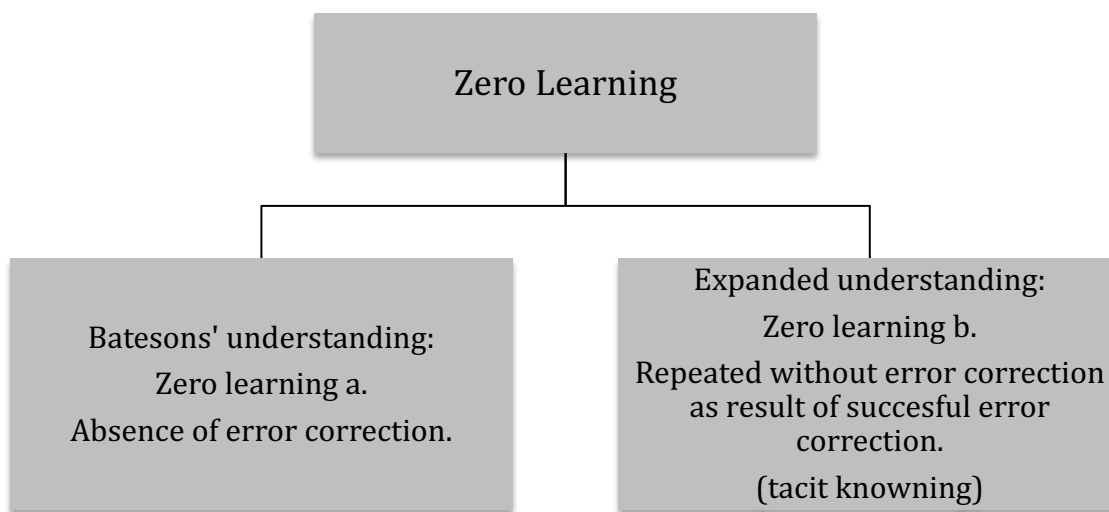 Zero Learning
Batesons' understanding:
Zero learning a.
Absence of error correction.
Expanded understanding:
Zero learning b.
Repeated without error correction
as result of succesful error
correction.
(tacit knowning)